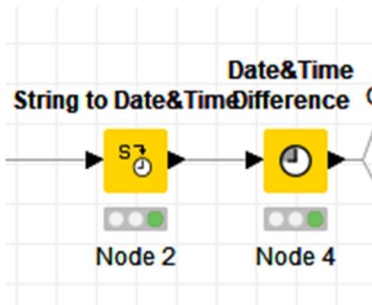 Date&Time
String to Date&Time
Difference
S
Node 2
Node 4